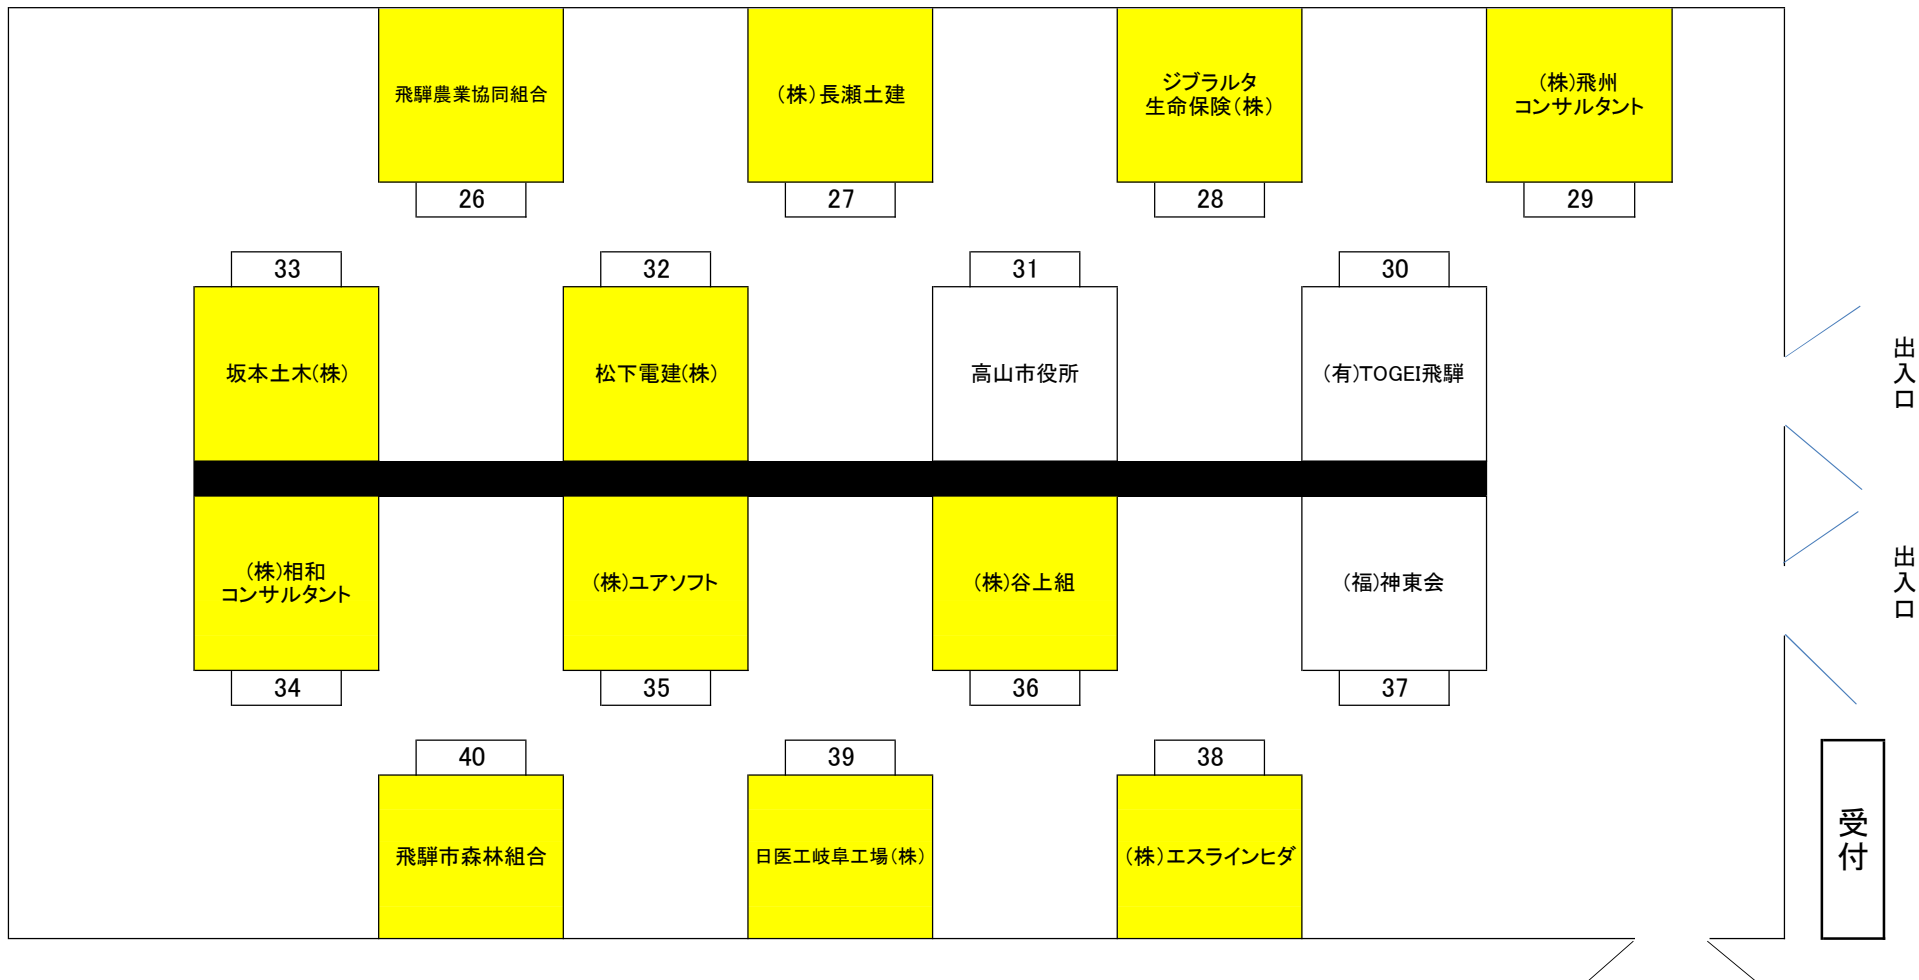 飛騨農業協同組合
(株)長瀬土建
ジブラルタ
生命保険(株)
(株)飛州
コンサルタント
26
27
28
29
33
32
31
30
坂本土木(株)
松下電建(株)
高山市役所
(有)TOGEI飛騨
出入口
(株)相和
コンサルタント
(株)ユアソフト
(株)谷上組
(福)神東会
出入口
34
35
36
37
40
39
38
飛騨市森林組合
日医工岐阜工場(株)
(株)エスラインヒダ
受付